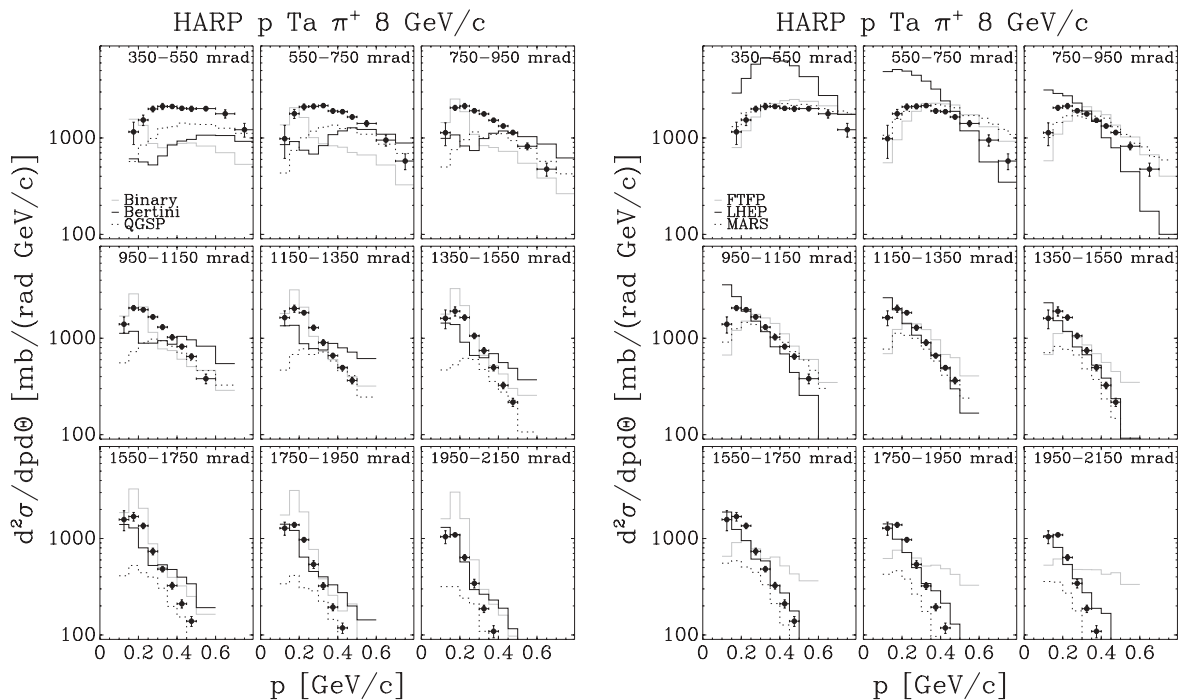 HARP p Ta π⁺ 8 GeV/c
d²σ/dpdΘ [mb/(rad GeV/c)]
350−550 mrad
550−750 mrad
750−950 mrad
1000
100
Binary
Bertini
QGSP
950−1150 mrad
1150−1350 mrad
1350−1550 mrad
1000
100
1550−1750 mrad
1750−1950 mrad
1950−2150 mrad
1000
100
0 0.2 0.4 0.6 0 0.2 0.4 0.6 0 0.2 0.4 0.6
p [GeV/c]
HARP p Ta π⁺ 8 GeV/c
d²σ/dpdΘ [mb/(rad GeV/c)]
350−550 mrad
550−750 mrad
750−950 mrad
1000
100
FTFP
LHEP
MARS
950−1150 mrad
1150−1350 mrad
1350−1550 mrad
1000
100
1550−1750 mrad
1750−1950 mrad
1950−2150 mrad
1000
100
0 0.2 0.4 0.6 0 0.2 0.4 0.6 0 0.2 0.4 0.6
p [GeV/c]